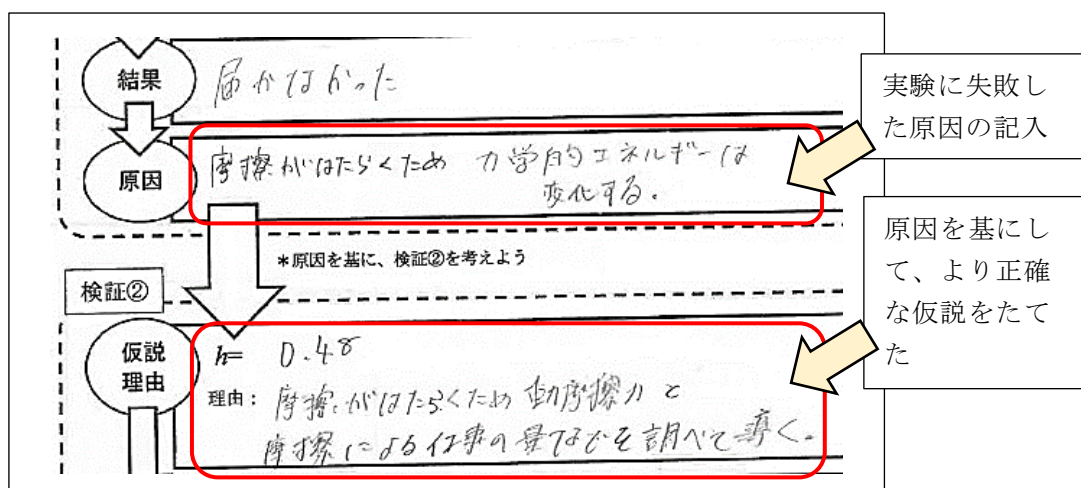 結果
届かなかった
実験に失敗し
た原因の記入
原因
摩擦がはたらくため 力学的エネルギーは
変化する。
原因を基にし
て、より正確
な仮説をたて
た
*原因を基に、検証②を考えよう
検証②
仮説
理由
h= 0.48
理由: 摩擦がはたらくため 動摩擦力と
摩擦による仕事の量などを調べて導く。